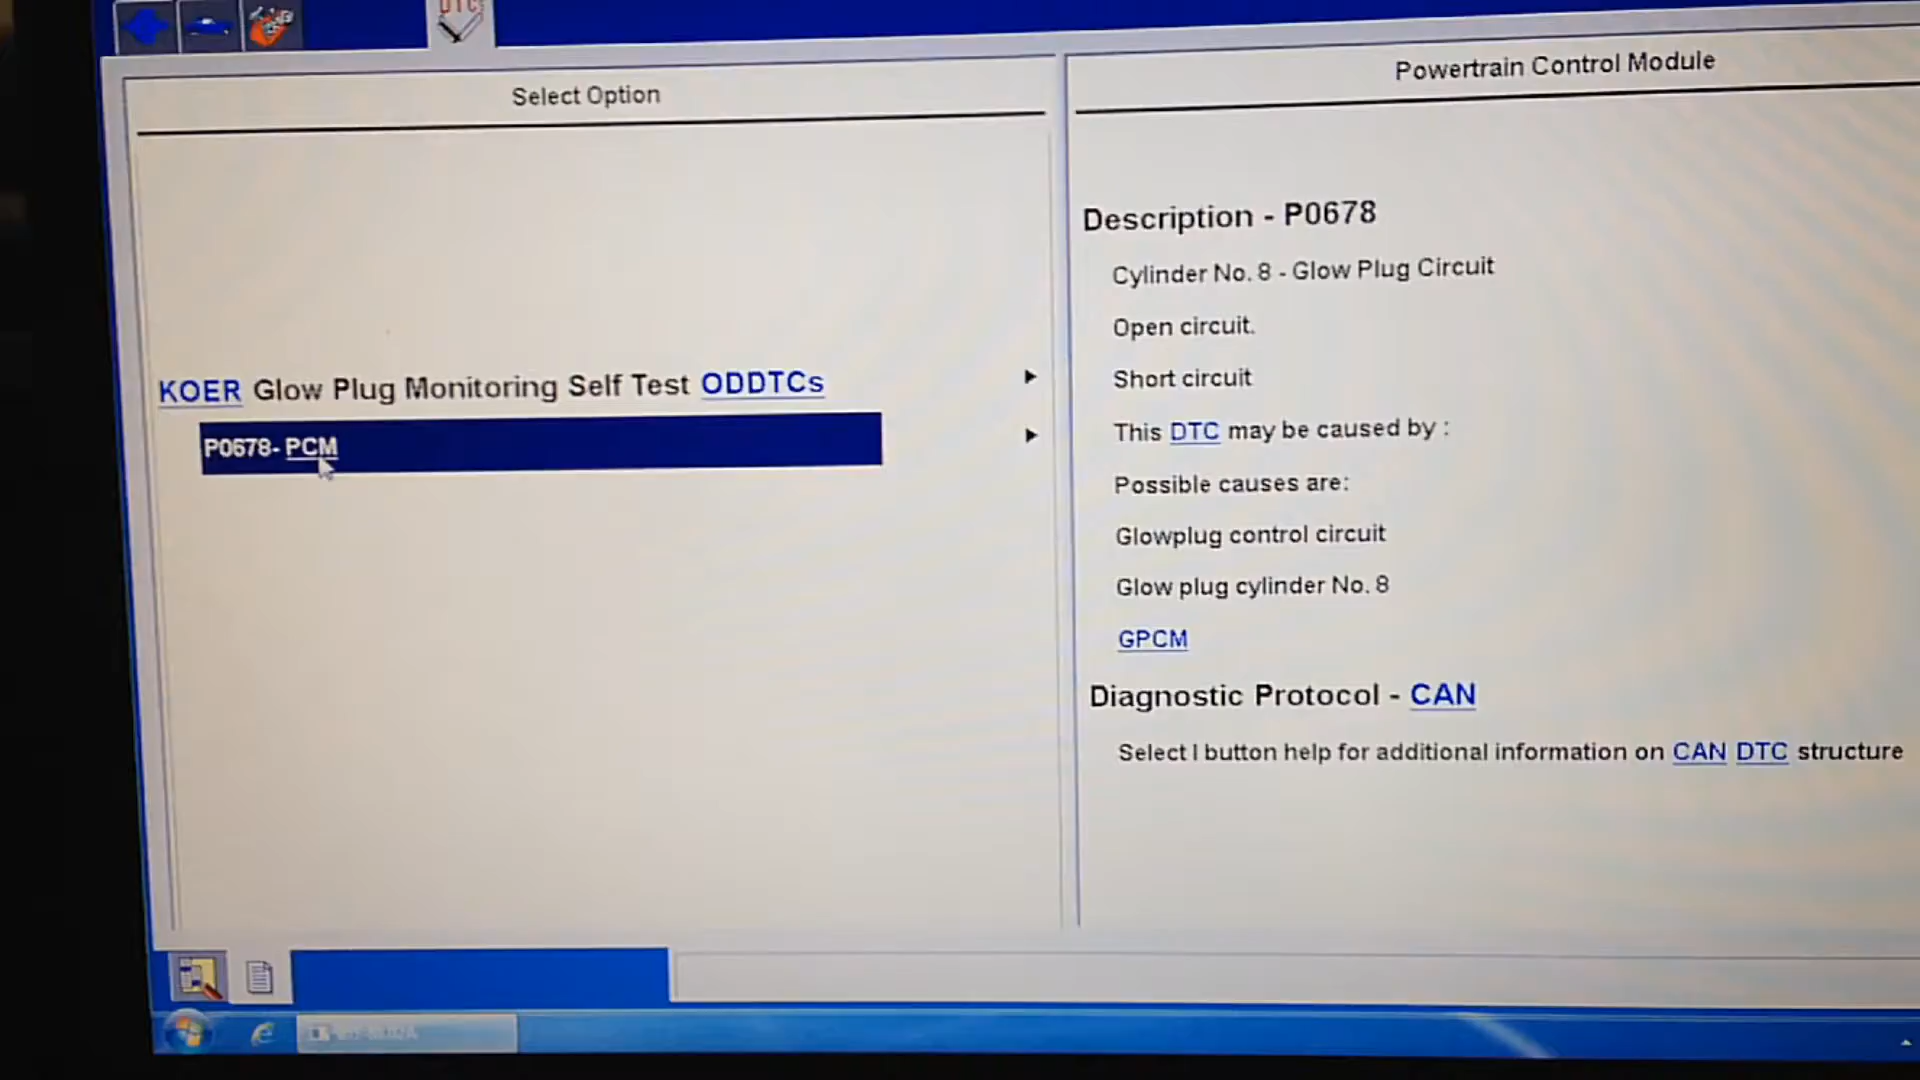 DTC
Select Option
KOER Glow Plug Monitoring Self Test ODDTCs
P0678- PCM
Powertrain Control Module
Description - P0678
Cylinder No. 8 - Glow Plug Circuit
Open circuit.
Short circuit
This DTC may be caused by :
Possible causes are:
Glowplug control circuit
Glow plug cylinder No. 8
GPCM
Diagnostic Protocol - CAN
Select I button help for additional information on CAN DTC structure